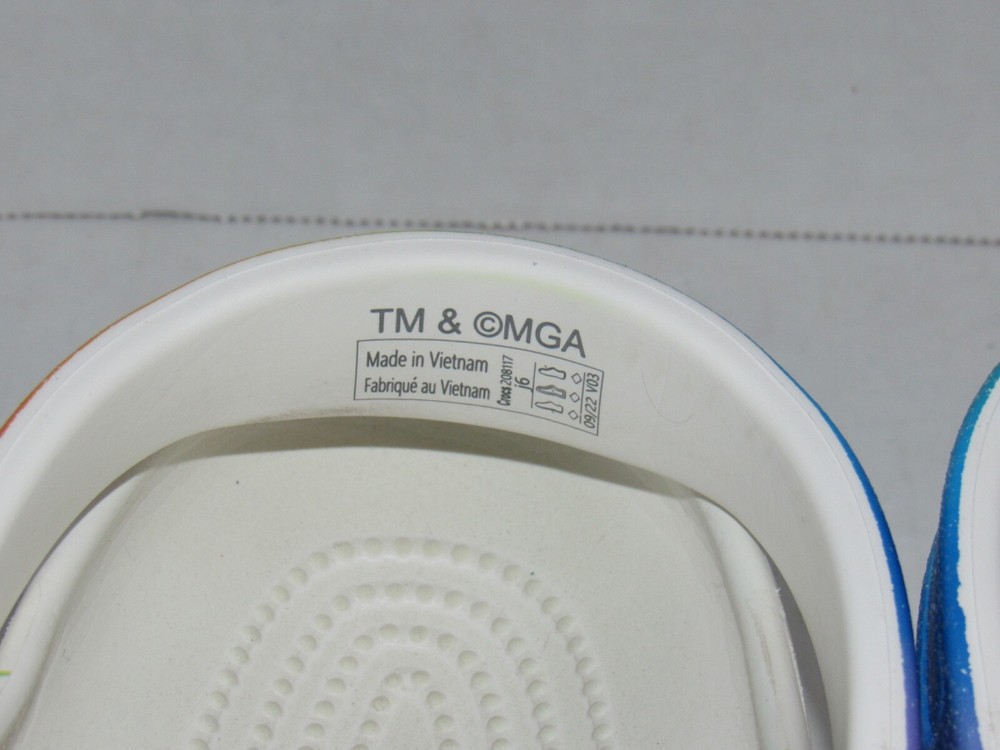 TM & ©MGA
Made in Vietnam
Fabriqué au Vietnam
Crocs 208117
j6
09/22 V03